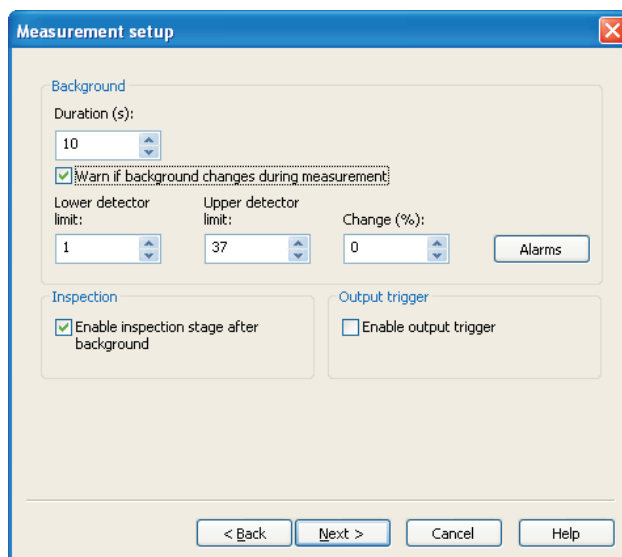 Measurement setup
Background
Duration (s):
10
Warn if background changes during measurement
Lower detector limit:
Upper detector limit:
Change (%):
1
37
0
Alarms
Inspection
Enable inspection stage after
background
Output trigger
Enable output trigger
< Back
Next >
Cancel
Help